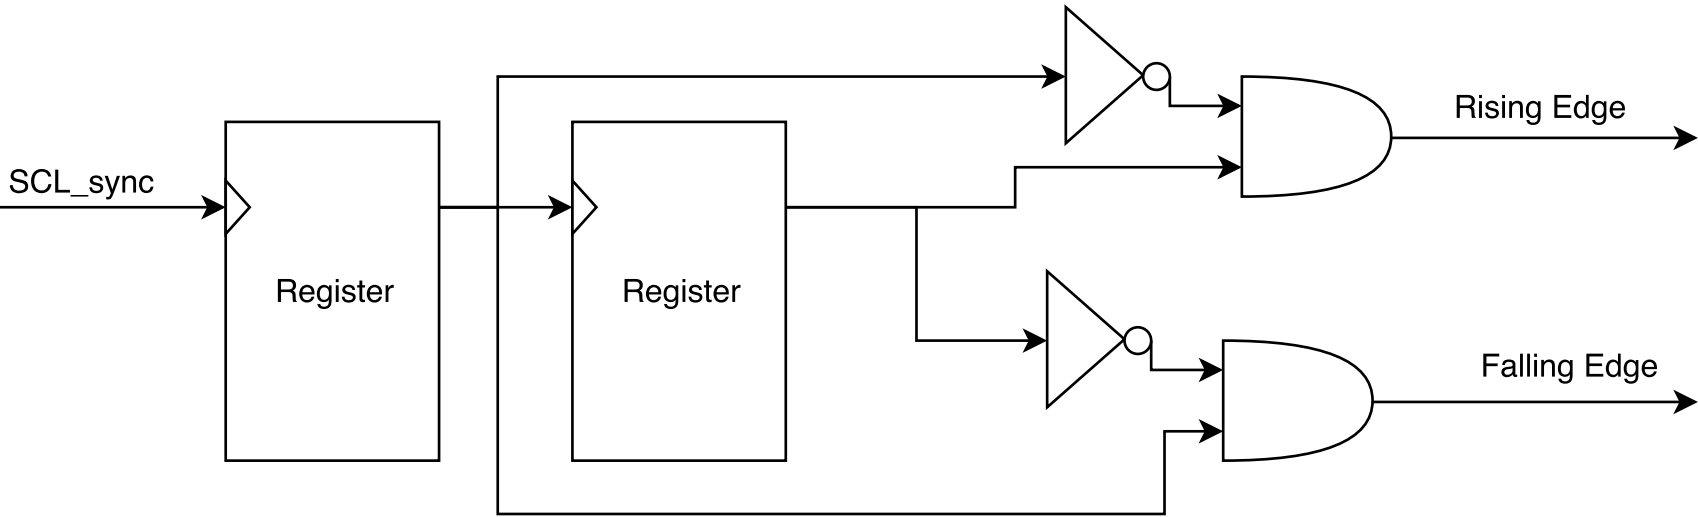 Rising Edge
SCL_sync
Register
Register
Falling Edge